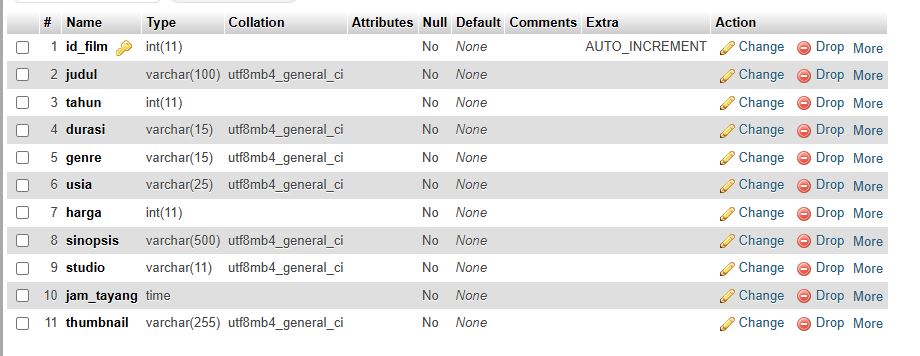 # Name Type Collation Attributes Null Default Comments Extra Action
1 id_film int(11) No None AUTO_INCREMENT Change Drop More
2 judul varchar(100) utf8mb4_general_ci No None Change Drop More
3 tahun int(11) No None Change Drop More
4 durasi varchar(15) utf8mb4_general_ci No None Change Drop More
5 genre varchar(15) utf8mb4_general_ci No None Change Drop More
6 usia varchar(25) utf8mb4_general_ci No None Change Drop More
7 harga int(11) No None Change Drop More
8 sinopsis varchar(500) utf8mb4_general_ci No None Change Drop More
9 studio varchar(11) utf8mb4_general_ci No None Change Drop More
10 jam_tayang time No None Change Drop More
11 thumbnail varchar(255) utf8mb4_general_ci No None Change Drop More